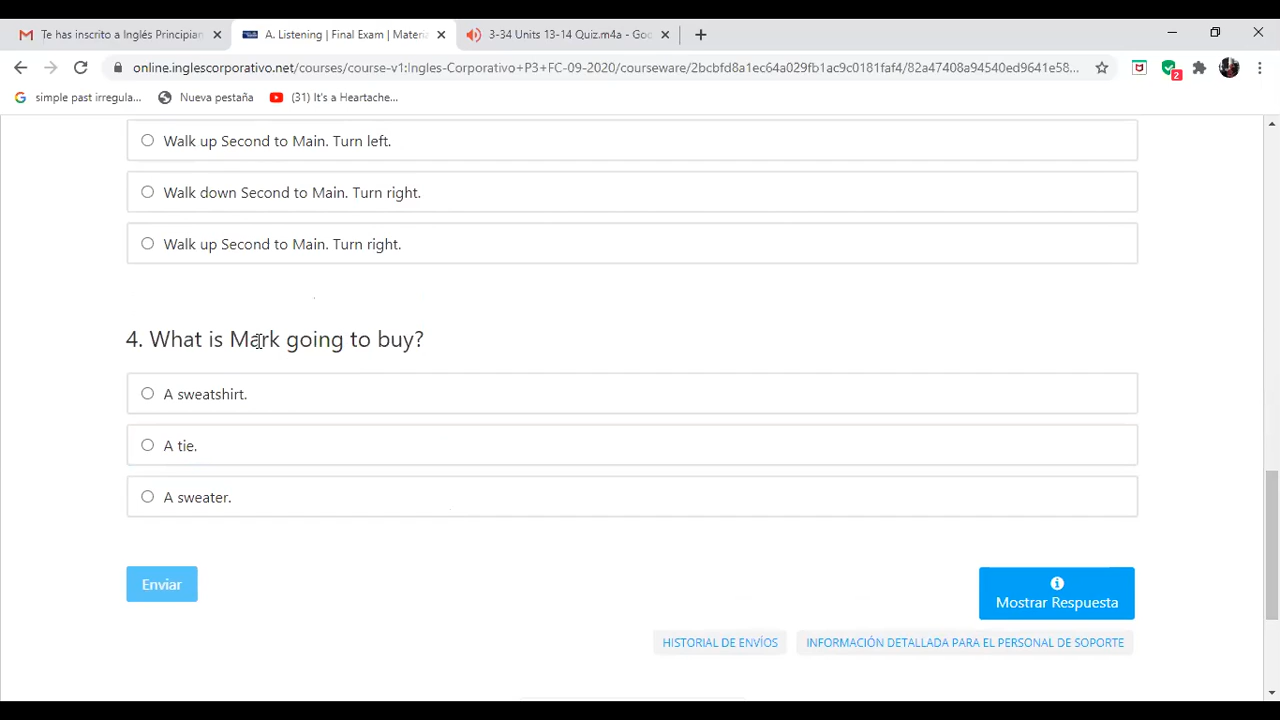 Te has inscrito a Inglés Principian
A. Listening | Final Exam | Materia
3-34 Units 13-14 Quiz.m4a - Goo
online.inglescorporativo.net/courses/course-v1:Ingles-Corporativo+P3+FC-09-2020/courseware/2bcbfd8a1ec64a029fb1ac9c0181faf4/82a47408a94540ed9641e58...
2
simple past irregula...
Nueva pestaña
(31) It's a Heartache...
Walk up Second to Main. Turn left.
Walk down Second to Main. Turn right.
Walk up Second to Main. Turn right.
4. What is Mark going to buy?
A sweatshirt.
A tie.
A sweater.
Enviar
Mostrar Respuesta
HISTORIAL DE ENVÍOS
INFORMACIÓN DETALLADA PARA EL PERSONAL DE SOPORTE